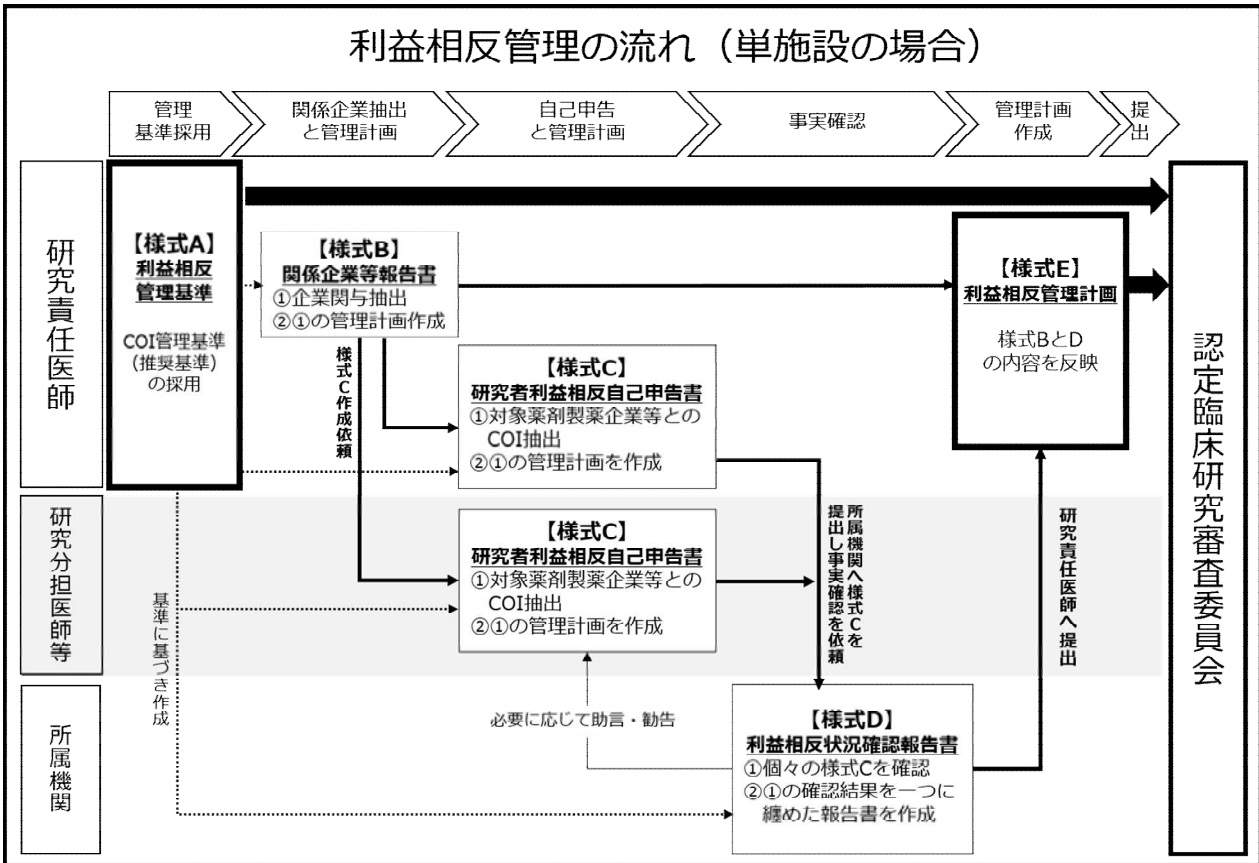 利益相反管理の流れ（単施設の場合）
管理
基準採用
関係企業抽出
と管理計画
自己申告
と管理計画
事実確認
管理計画
作成
提
出
研究責任医師
【様式A】
利益相反
管理基準
COI管理基準
（推奨基準）
の採用
【様式B】
関係企業等報告書
①企業関与抽出
②①の管理計画作成
様式C作成依頼
【様式C】
研究者利益相反自己申告書
①対象薬剤製薬企業等との
COI抽出
②①の管理計画を作成
【様式E】
利益相反管理計画
様式BとD
の内容を反映
認定臨床研究審査委員会
研究分担医師等
【様式C】
研究者利益相反自己申告書
①対象薬剤製薬企業等との
COI抽出
②①の管理計画を作成
所属機関へ様式Cを
提出し事実確認を依頼
研究責任医師へ提出
基準に基づき作成
所属機関
必要に応じて助言・勧告
【様式D】
利益相反状況確認報告書
①個々の様式Cを確認
②①の確認結果を一つに
纏めた報告書を作成